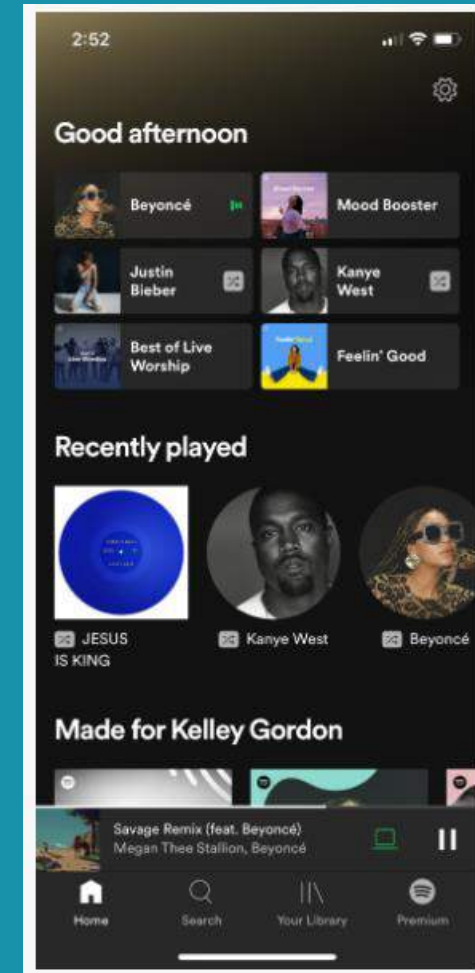 2:52
Good afternoon
Beyoncé
Mood Booster
Justin
Bieber
Kanye
West
Best of Live
Worship
Feelin' Good
Recently played
JESUS
IS KING
Kanye West
Beyoncé
Made for Kelley Gordon
Savage Remix (feat. Beyoncé)
Megan Thee Stallion, Beyoncé
Home
Search
Your Library
Premium